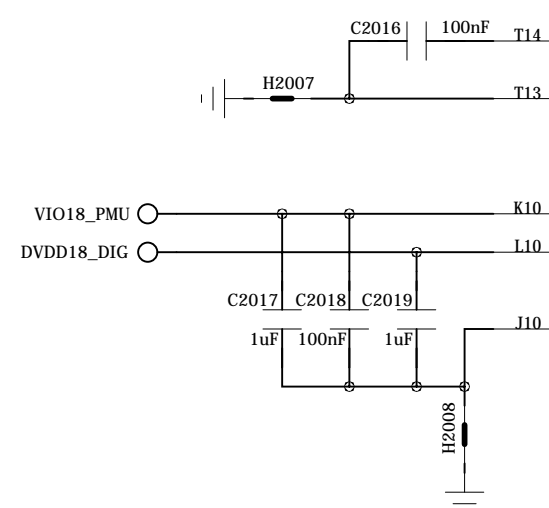 C2016 100nF T14
H2007 T13
VIO18_PMU K10
DVDD18_DIG L10
C2017 C2018 C2019
J10
1uF 100nF 1uF
H2008